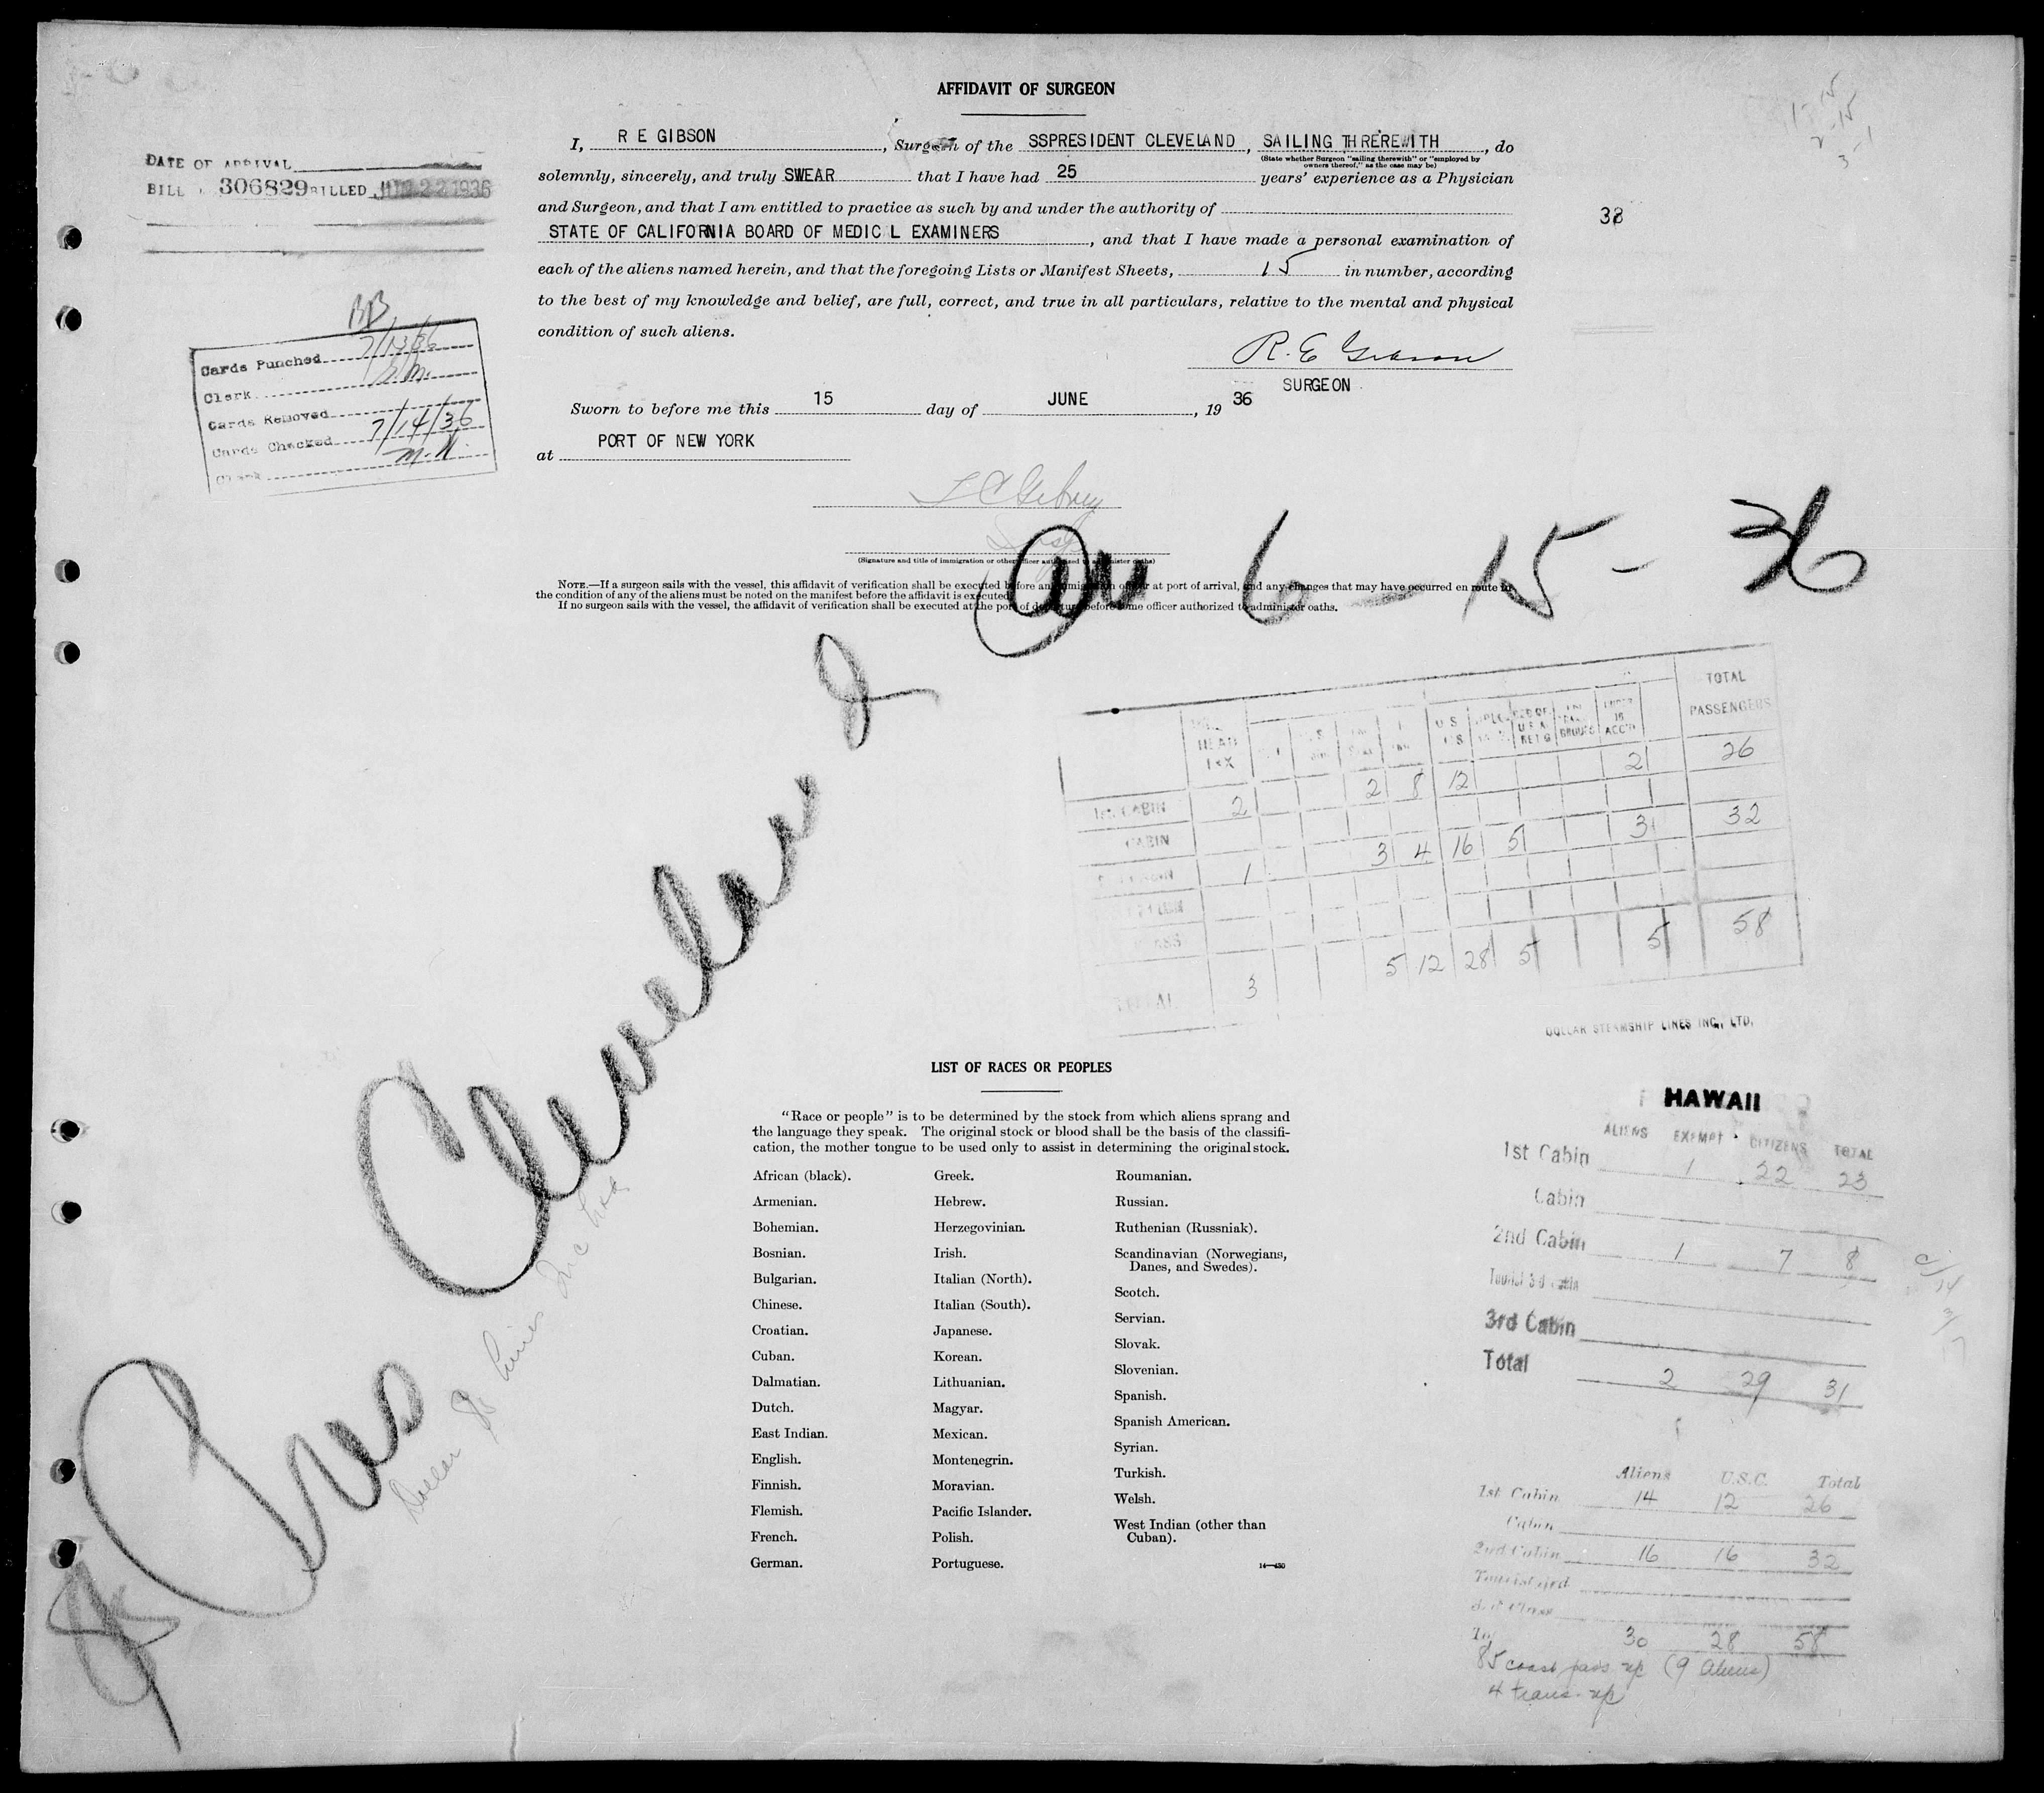 AFFIDAVIT OF SURGEON
I, R E GIBSON, Surgeon of the SSPRESIDENT CLEVELAND, SAILING THREREWITH, do
(State whether Surgeon "sailing therewith" or "employed by
owners thereof," as the case may be)
solemnly, sincerely, and truly SWEAR that I have had 25 years' experience as a Physician
and Surgeon, and that I am entitled to practice as such by and under the authority of
STATE OF CALIFORNIA BOARD OF MEDIC L EXAMINERS, and that I have made a personal examination of
each of the aliens named herein, and that the foregoing Lists or Manifest Sheets, 15 in number, according
to the best of my knowledge and belief, are full, correct, and true in all particulars, relative to the mental and physical
condition of such aliens.
R. E Gibson
SURGEON
Sworn to before me this 15 day of JUNE, 19 36
at PORT OF NEW YORK
(Signature and title of immigration or other officer authorized to administer oaths)
NOTE.—If a surgeon sails with the vessel, this affidavit of verification shall be executed before an immigration officer at port of arrival, and any changes that may have occurred en route to
the condition of any of the aliens must be noted on the manifest before the affidavit is executed.
If no surgeon sails with the vessel, the affidavit of verification shall be executed at the port of departure before some officer authorized to administer oaths.
DATE OF ARRIVAL
BILL 306829 BILLED 22 1936
BB
Cards Punched 7/13/36
Clerk
Cards Removed
Cards Checked 7/14/36
Clerk M.K.
38
6-15-36
Pres Cleveland
TOTAL
PASSENGERS
HEAD
TAX
U S
1st CABIN 2 2 8 12 2 26
CABIN
1 3 4 16 5 3 32
TOTAL 3 5 12 28 5 5 58
DOLLAR STEAMSHIP LINES INC., LTD.
LIST OF RACES OR PEOPLES
"Race or people" is to be determined by the stock from which aliens sprang and
the language they speak. The original stock or blood shall be the basis of the classifi-
cation, the mother tongue to be used only to assist in determining the original stock.
African (black).
Armenian.
Bohemian.
Bosnian.
Bulgarian.
Chinese.
Croatian.
Cuban.
Dalmatian.
Dutch.
East Indian.
English.
Finnish.
Flemish.
French.
German.
Greek.
Hebrew.
Herzegovinian.
Irish.
Italian (North).
Italian (South).
Japanese.
Korean.
Lithuanian.
Magyar.
Mexican.
Montenegrin.
Moravian.
Pacific Islander.
Polish.
Portuguese.
Roumanian.
Russian.
Ruthenian (Russniak).
Scandinavian (Norwegians,
Danes, and Swedes).
Scotch.
Servian.
Slovak.
Slovenian.
Spanish.
Spanish American.
Syrian.
Turkish.
Welsh.
West Indian (other than
Cuban).
14—430
HAWAII
ALIENS EXEMPT CITIZENS TOTAL
1st Cabin 1 22 23
Cabin
2nd Cabin 1 7 8
3rd Cabin
Total 2 29 31
Aliens U.S.C. Total
1st Cabin 14 12 26
Cabin
2nd Cabin 16 16 32
Tourist 3rd
3rd Class
30 28 58
85 coast pass up (9 aliens)
4 trans. up